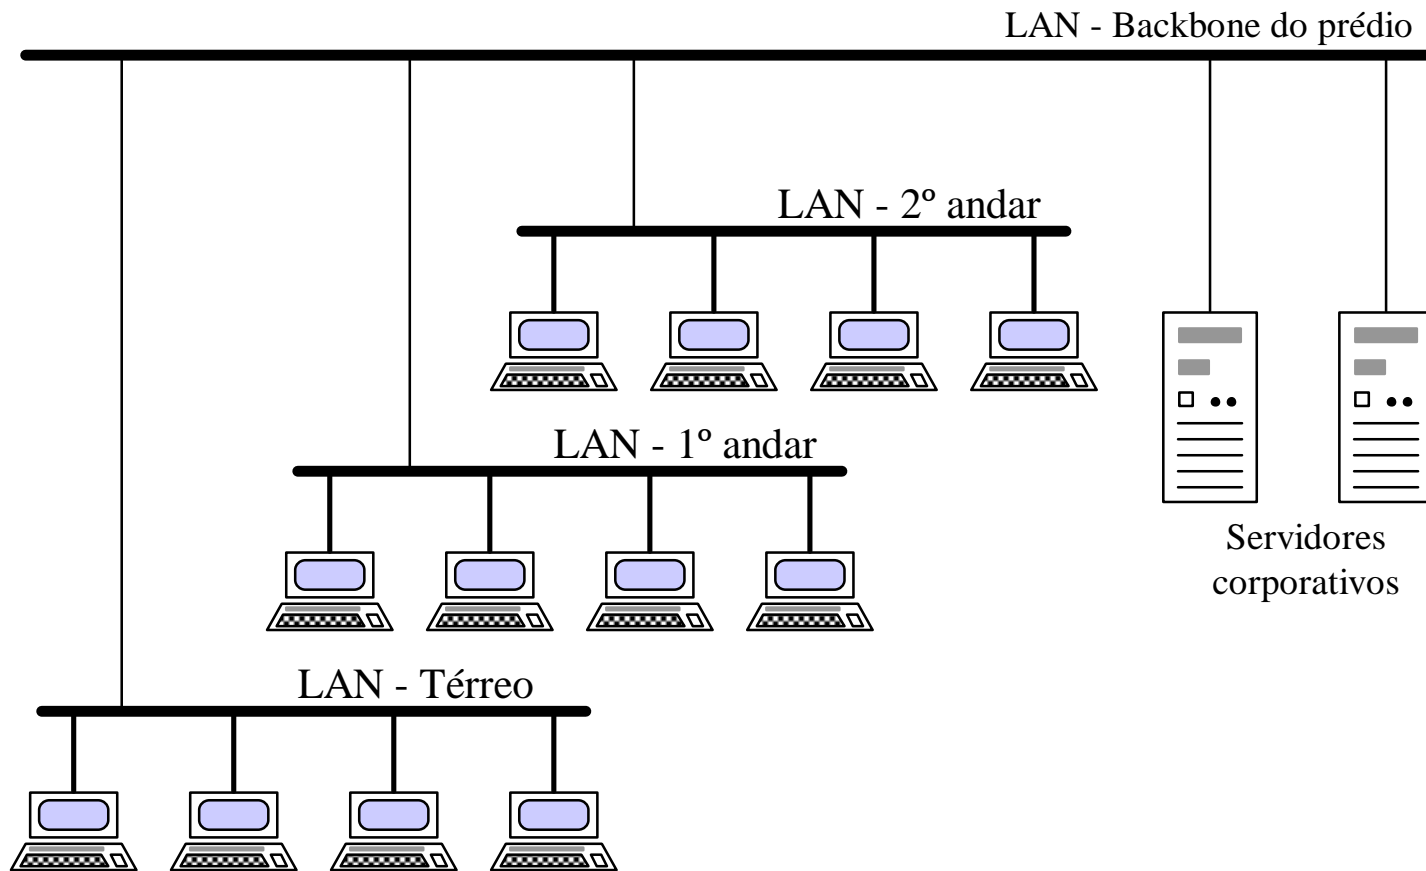 LAN - Backbone do prédio
LAN - 2º andar
LAN - 1º andar
Servidores
corporativos
LAN - Térreo